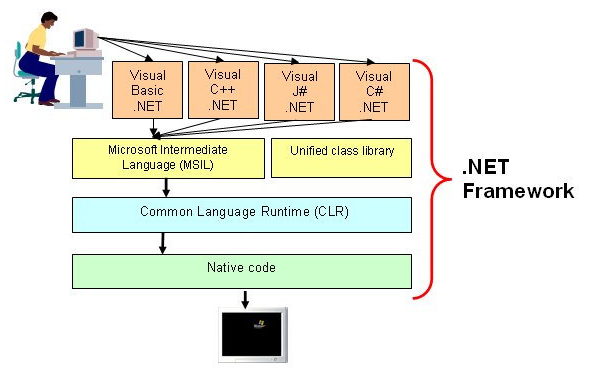 Visual
Basic
.NET
Visual
C++
.NET
Visual
J#
.NET
Visual
C#
.NET
Microsoft Intermediate
Language (MSIL)
Unified class library
.NET
Framework
Common Language Runtime (CLR)
Native code